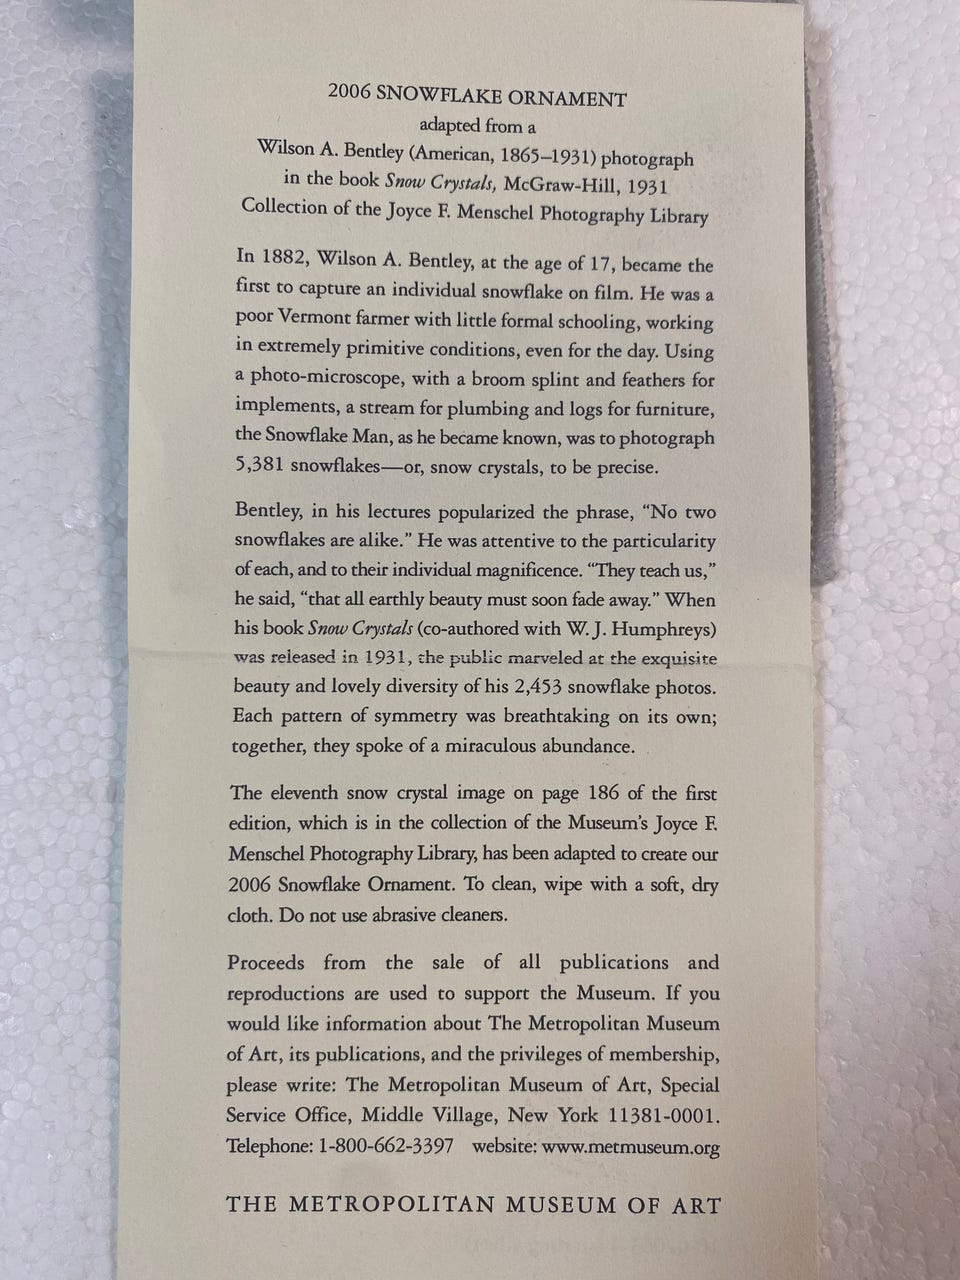 2006 SNOWFLAKE ORNAMENT
adapted from a
Wilson A. Bentley (American, 1865–1931) photograph
in the book Snow Crystals, McGraw-Hill, 1931
Collection of the Joyce F. Menschel Photography Library
In 1882, Wilson A. Bentley, at the age of 17, became the
first to capture an individual snowflake on film. He was a
poor Vermont farmer with little formal schooling, working
in extremely primitive conditions, even for the day. Using
a photo-microscope, with a broom splint and feathers for
implements, a stream for plumbing and logs for furniture,
the Snowflake Man, as he became known, was to photograph
5,381 snowflakes—or, snow crystals, to be precise.
Bentley, in his lectures popularized the phrase, “No two
snowflakes are alike.” He was attentive to the particularity
of each, and to their individual magnificence. “They teach us,”
he said, “that all earthly beauty must soon fade away.” When
his book Snow Crystals (co-authored with W. J. Humphreys)
was released in 1931, the public marveled at the exquisite
beauty and lovely diversity of his 2,453 snowflake photos.
Each pattern of symmetry was breathtaking on its own;
together, they spoke of a miraculous abundance.
The eleventh snow crystal image on page 186 of the first
edition, which is in the collection of the Museum’s Joyce F.
Menschel Photography Library, has been adapted to create our
2006 Snowflake Ornament. To clean, wipe with a soft, dry
cloth. Do not use abrasive cleaners.
Proceeds from the sale of all publications and
reproductions are used to support the Museum. If you
would like information about The Metropolitan Museum
of Art, its publications, and the privileges of membership,
please write: The Metropolitan Museum of Art, Special
Service Office, Middle Village, New York 11381-0001.
Telephone: 1-800-662-3397 website: www.metmuseum.org
THE METROPOLITAN MUSEUM OF ART